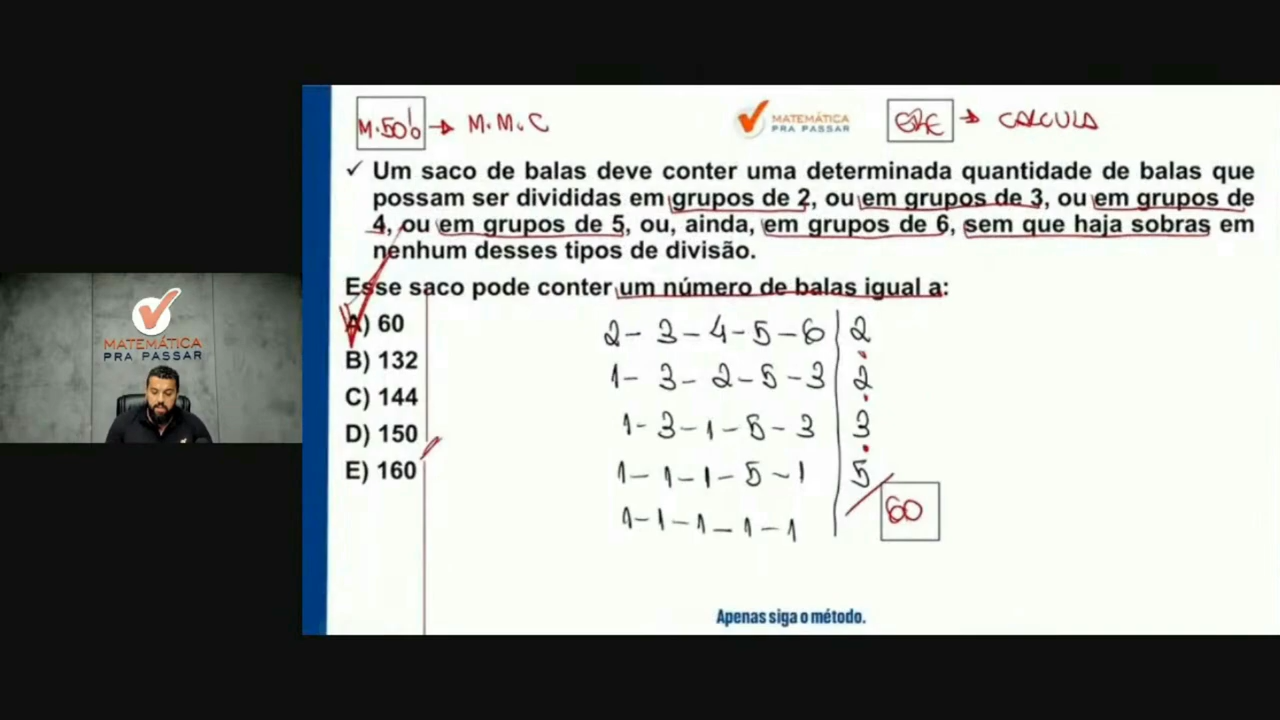 M.50% → M.M.C
MATEMÁTICA
PRA PASSAR
→ CALCULA
✓ Um saco de balas deve conter uma determinada quantidade de balas que
possam ser divididas em grupos de 2, ou em grupos de 3, ou em grupos de
4, ou em grupos de 5, ou, ainda, em grupos de 6, sem que haja sobras em
nenhum desses tipos de divisão.
Esse saco pode conter um número de balas igual a:
A) 60
B) 132
C) 144
D) 150
E) 160
2 - 3 - 4 - 5 - 6 | 2
1 - 3 - 2 - 5 - 3 | 2
1 - 3 - 1 - 5 - 3 | 3
1 - 1 - 1 - 5 - 1 | 5
1 - 1 - 1 - 1 - 1
60
Apenas siga o método.
MATEMÁTICA
PRA PASSAR